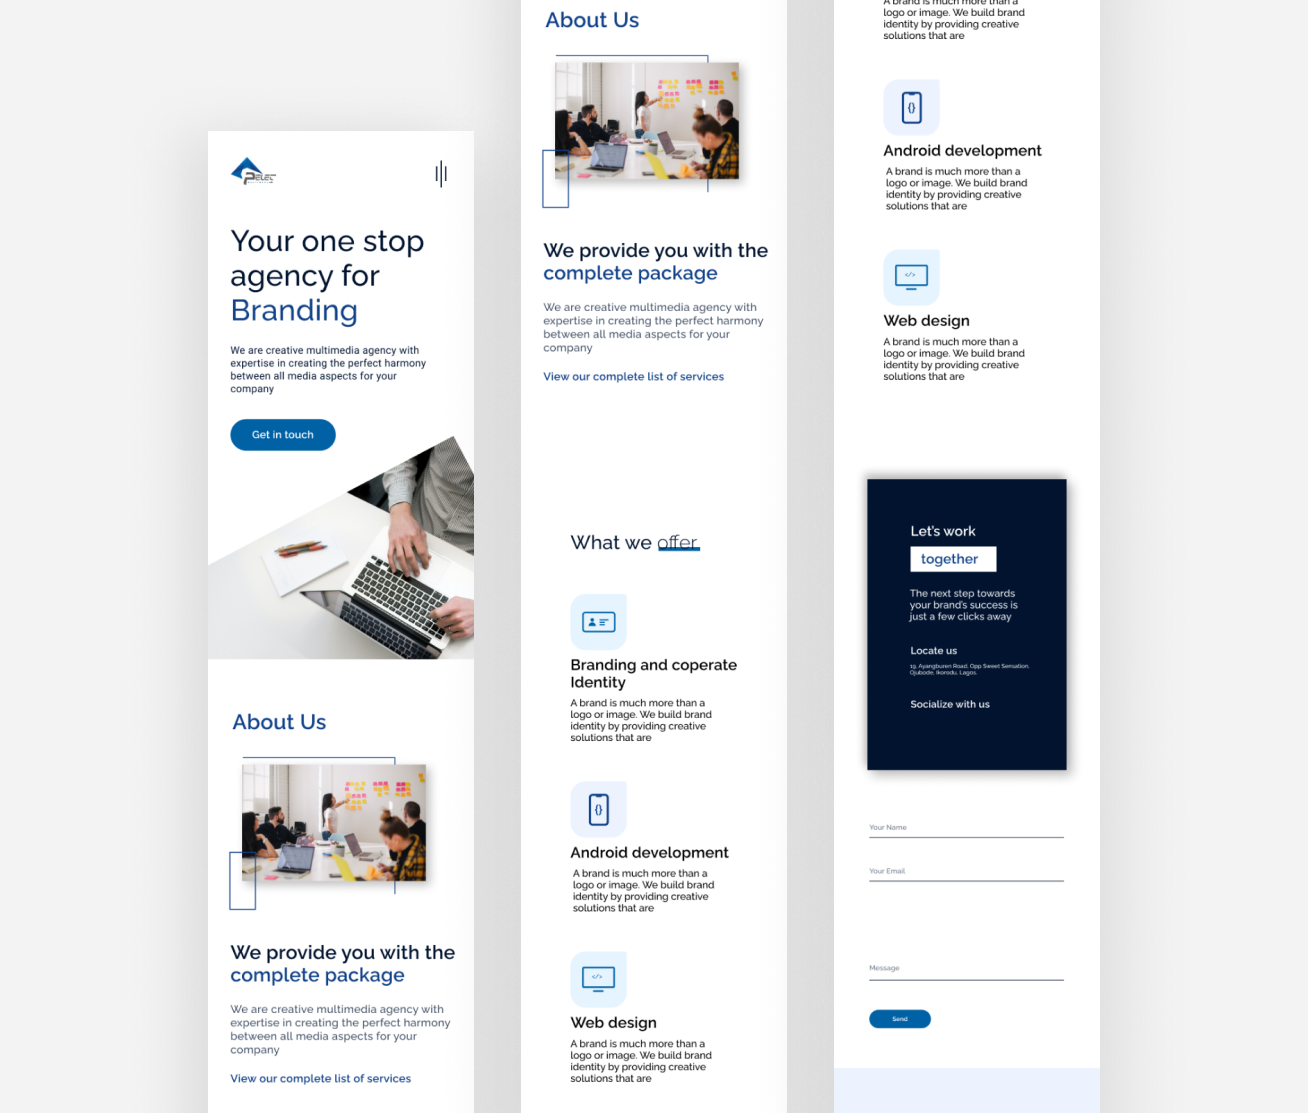 PELEC
Your one stop
agency for
Branding
We are creative multimedia agency with
expertise in creating the perfect harmony
between all media aspects for your
company
Get in touch
About Us
We provide you with the
complete package
We are creative multimedia agency with
expertise in creating the perfect harmony
between all media aspects for your
company
View our complete list of services
About Us
We provide you with the
complete package
We are creative multimedia agency with
expertise in creating the perfect harmony
between all media aspects for your
company
View our complete list of services
What we offer
Branding and coperate
Identity
A brand is much more than a
logo or image. We build brand
identity by providing creative
solutions that are
{}
Android development
A brand is much more than a
logo or image. We build brand
identity by providing creative
solutions that are
</>
Web design
A brand is much more than a
logo or image. We build brand
identity by providing creative
solutions that are
A brand is much more than a
logo or image. We build brand
identity by providing creative
solutions that are
{}
Android development
A brand is much more than a
logo or image. We build brand
identity by providing creative
solutions that are
</>
Web design
A brand is much more than a
logo or image. We build brand
identity by providing creative
solutions that are
Let's work
together
The next step towards
your brand's success is
just a few clicks away
Locate us
19, Ayangburen Road, Opp Sweet Sensation,
Ojubode, Ikorodu, Lagos.
Socialize with us
Your Name
Your Email
Message
Send